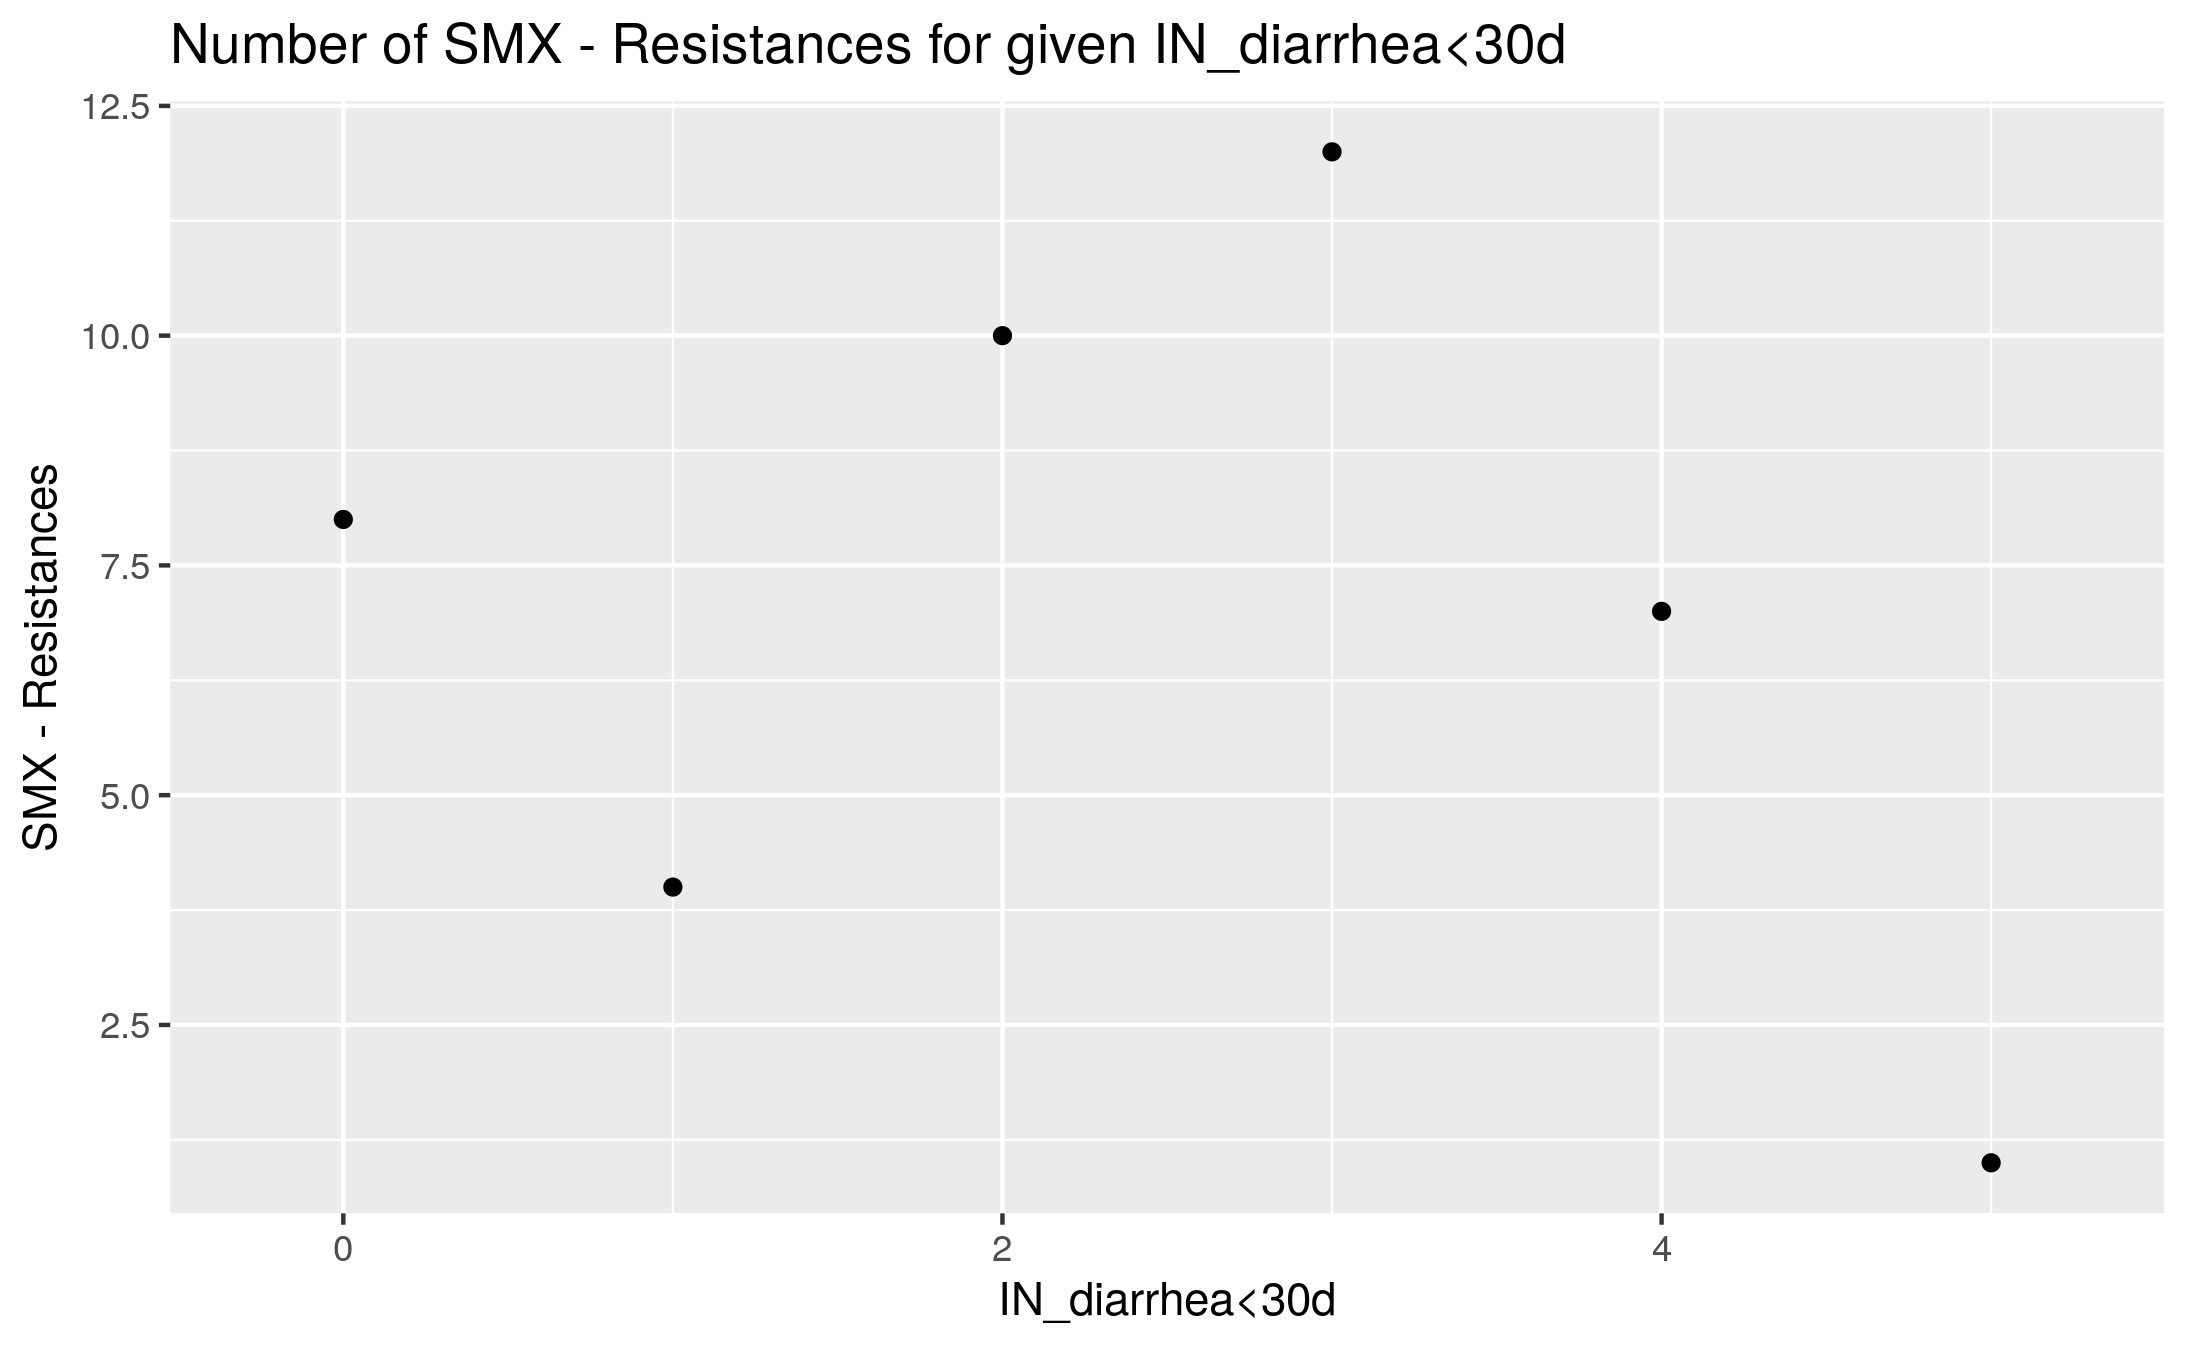 Number of SMX - Resistances for given IN_diarrhea<30d
12.5
10.0
7.5
5.0
2.5
SMX - Resistances
0 2 4
IN_diarrhea<30d